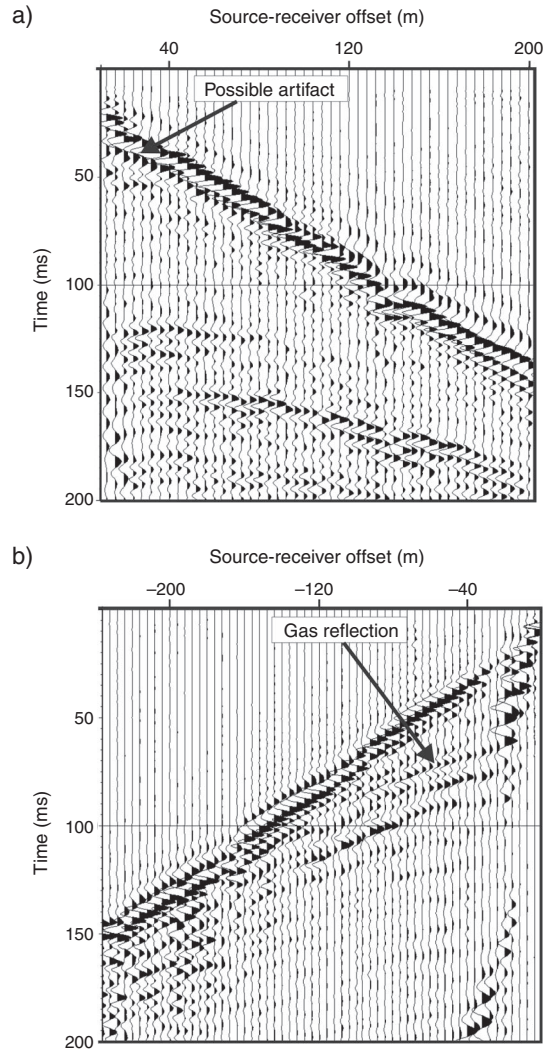 a)
Source-receiver offset (m)
40 120 200
Possible artifact
50
100
150
200
Time (ms)
b)
Source-receiver offset (m)
−200 −120 −40
Gas reflection
50
100
150
200
Time (ms)